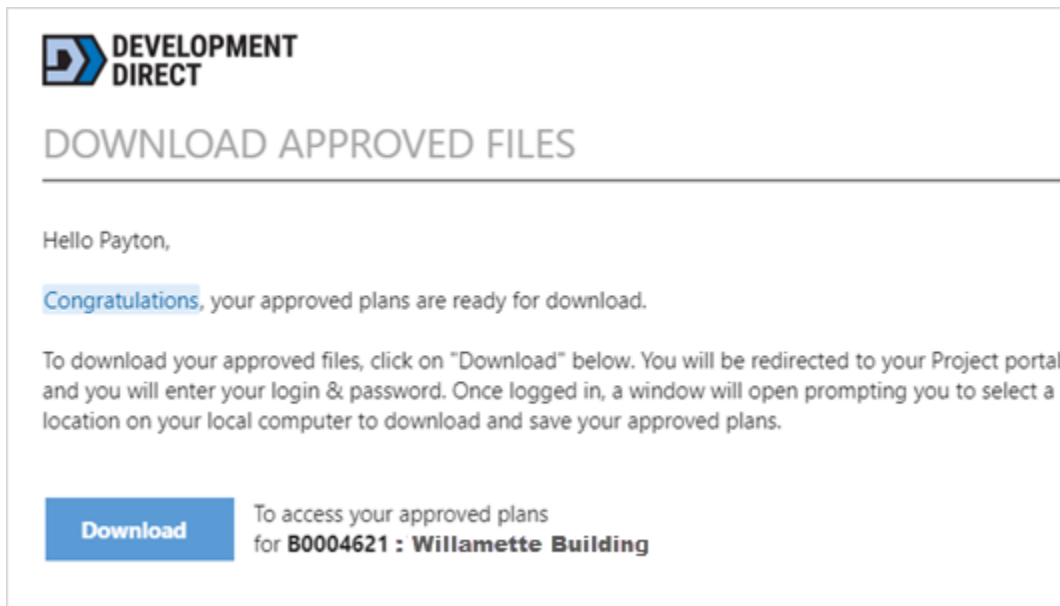 DEVELOPMENT
DIRECT
DOWNLOAD APPROVED FILES
Hello Payton,
Congratulations, your approved plans are ready for download.
To download your approved files, click on "Download" below. You will be redirected to your Project portal
and you will enter your login & password. Once logged in, a window will open prompting you to select a
location on your local computer to download and save your approved plans.
Download
To access your approved plans
for B0004621 : Willamette Building